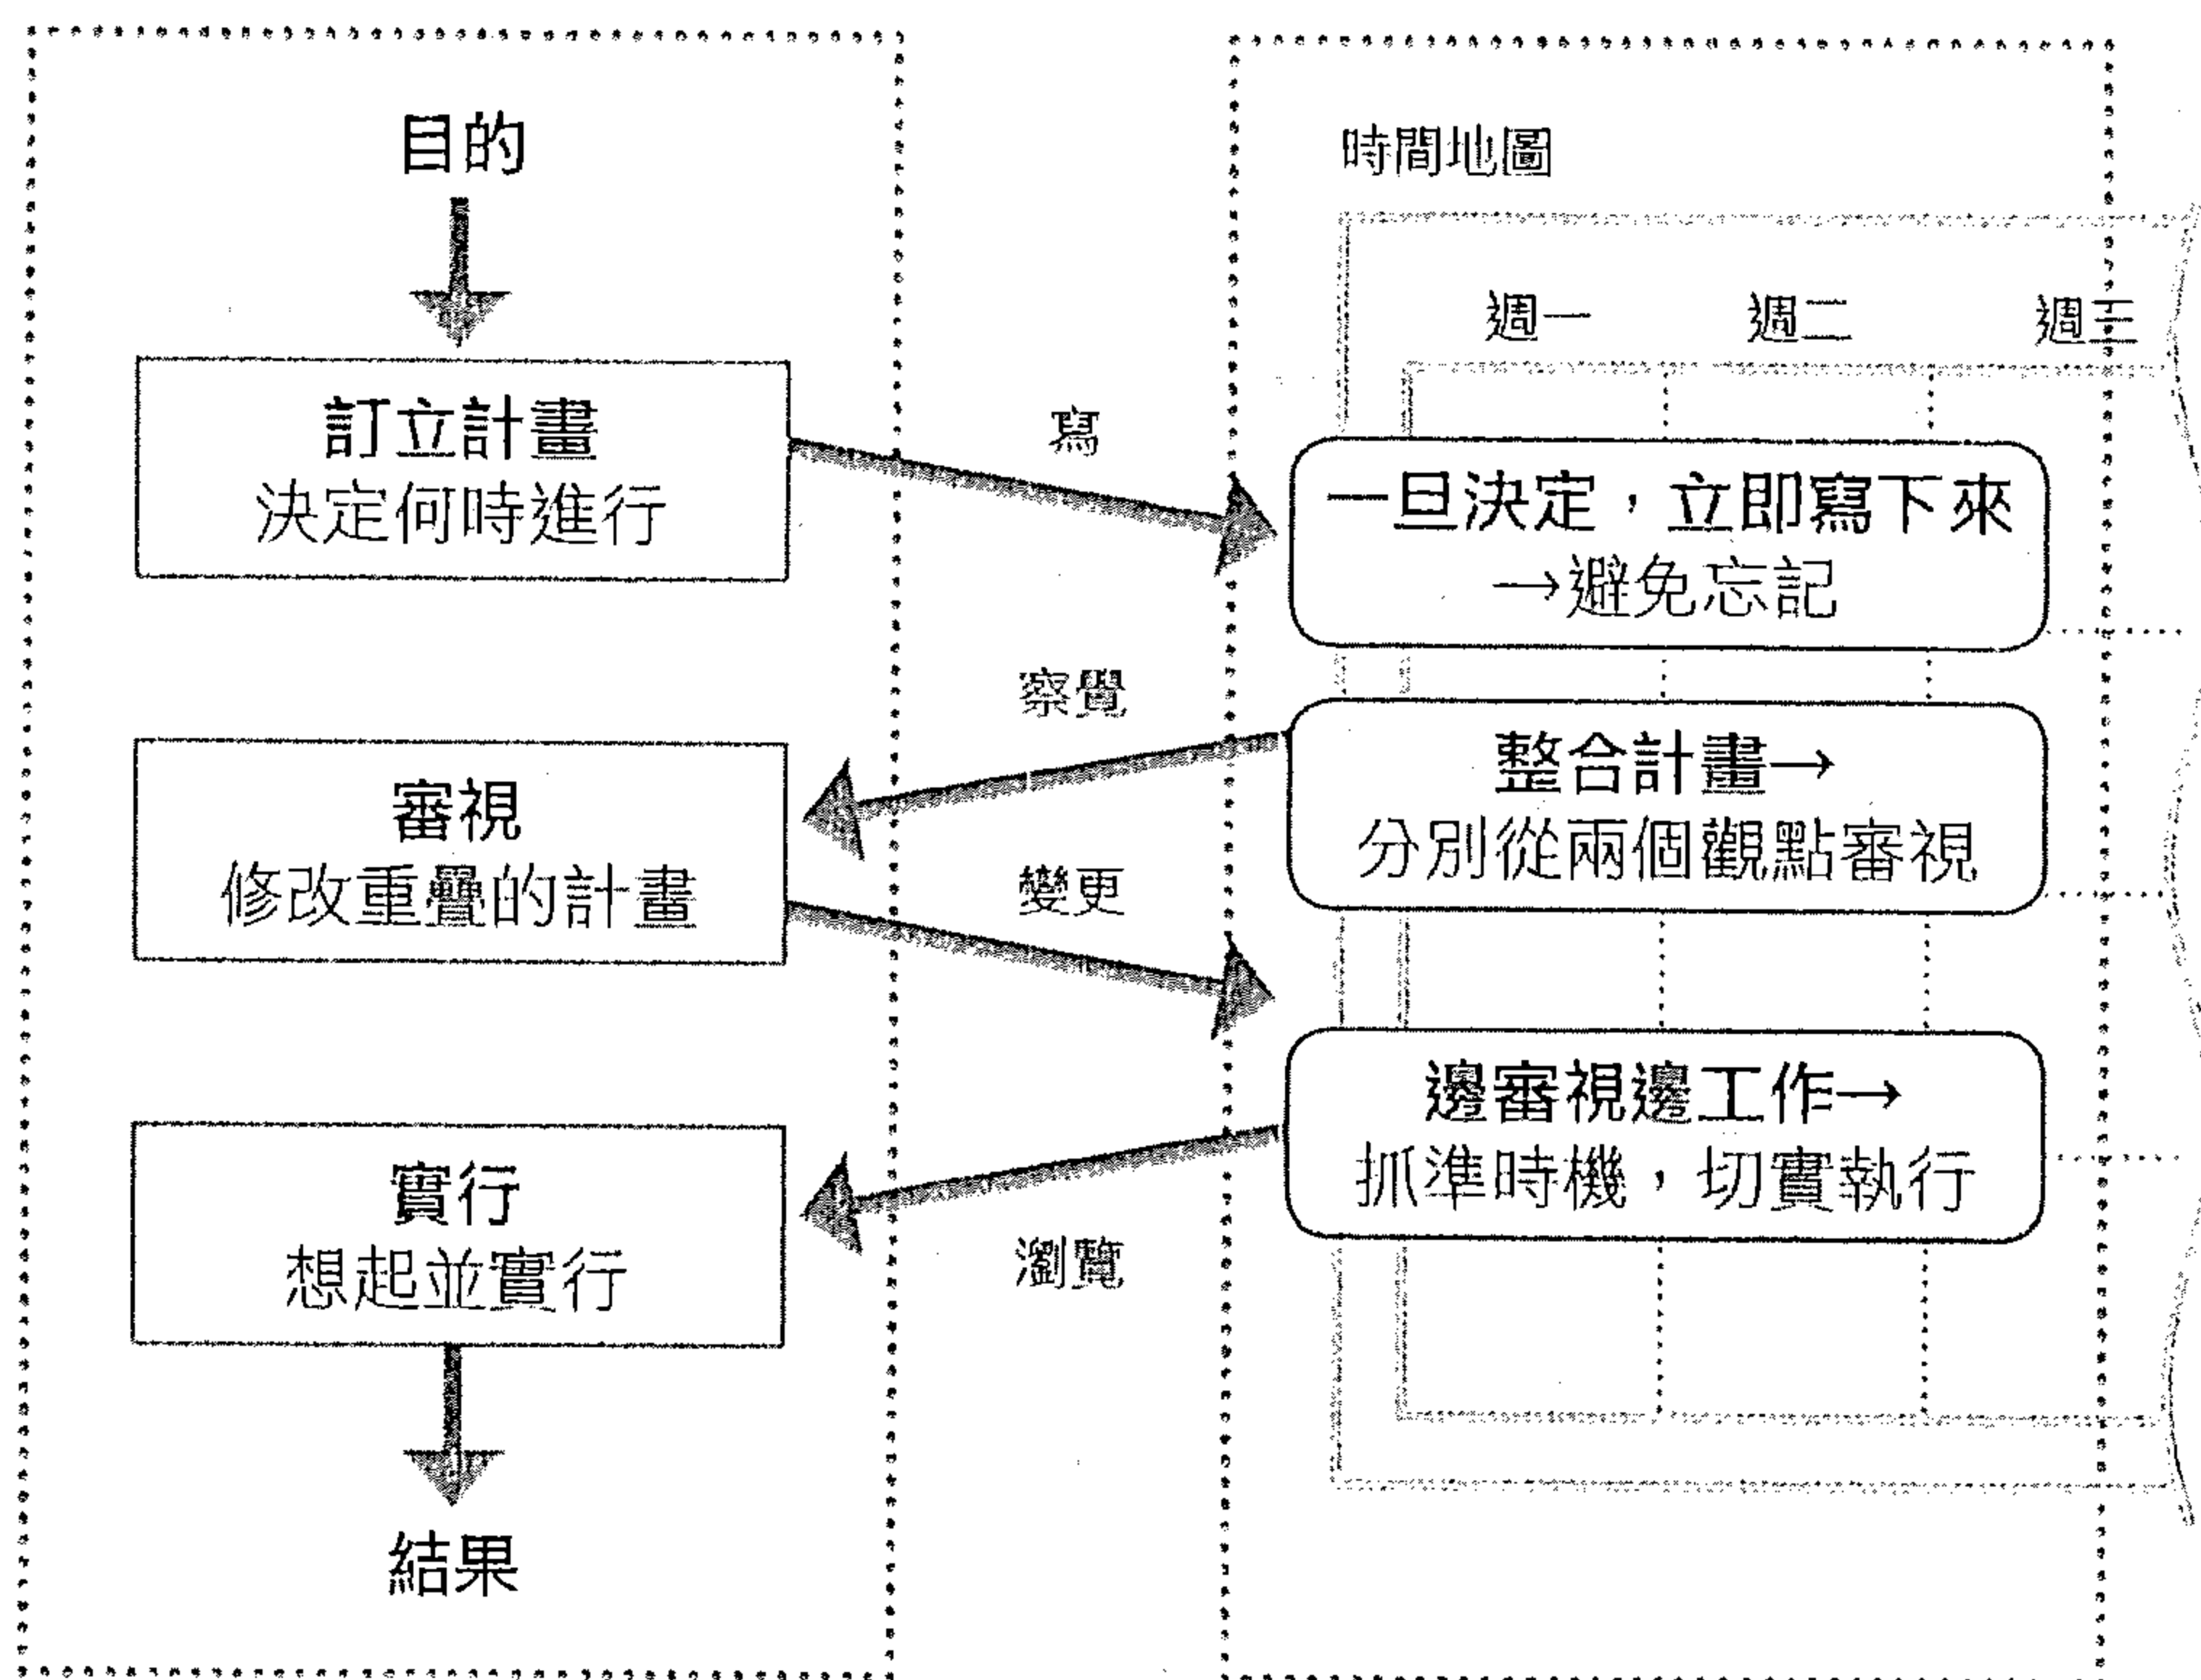 目的
訂立計畫
決定何時進行
審視
修改重疊的計畫
實行
想起並實行
結果
寫
察覺
變更
瀏覽
時間地圖
週一 週二 週三
一旦決定，立即寫下來
→避免忘記
整合計畫→
分別從兩個觀點審視
邊審視邊工作→
抓準時機，切實執行